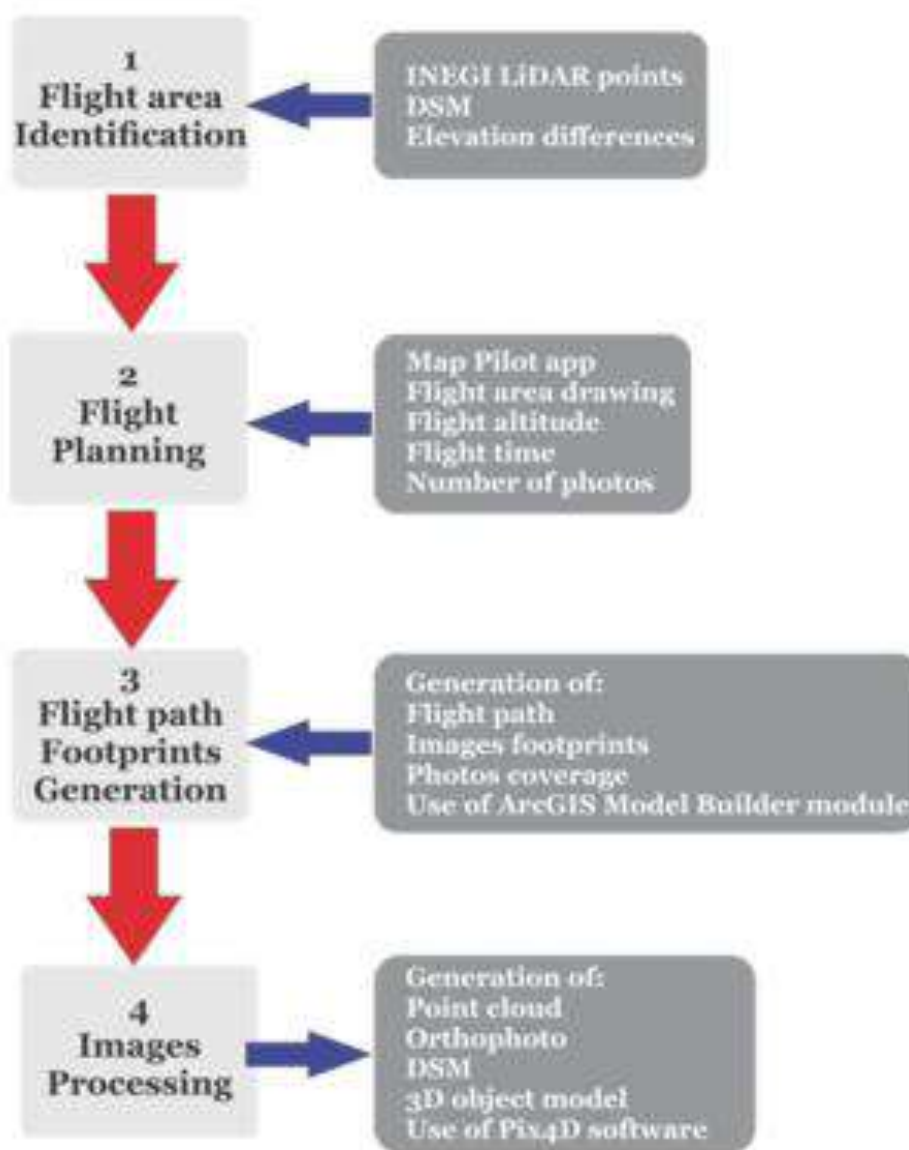 1
Flight area
Identification
INEGI LiDAR points
DSM
Elevation differences
2
Flight
Planning
Map Pilot app
Flight area drawing
Flight altitude
Flight time
Number of photos
3
Flight path
Footprints
Generation
Generation of:
Flight path
Images footprints
Photos coverage
Use of ArcGIS Model Builder module
4
Images
Processing
Generation of:
Point cloud
Orthophoto
DSM
3D object model
Use of Pix4D software